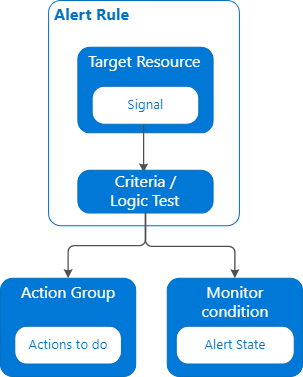 Alert Rule
Target Resource
Signal
Criteria /
Logic Test
Action Group
Actions to do
Monitor
condition
Alert State